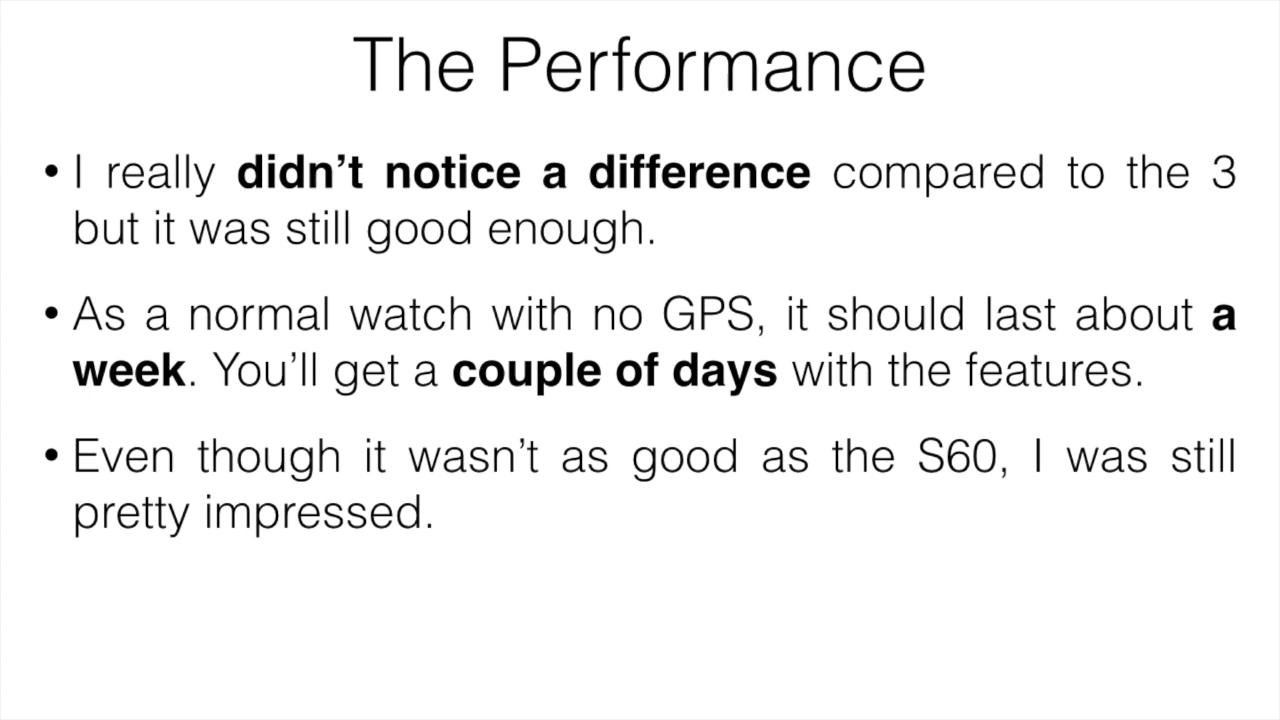 The Performance
• I really didn’t notice a difference compared to the 3
but it was still good enough.
• As a normal watch with no GPS, it should last about a
week. You’ll get a couple of days with the features.
• Even though it wasn’t as good as the S60, I was still
pretty impressed.